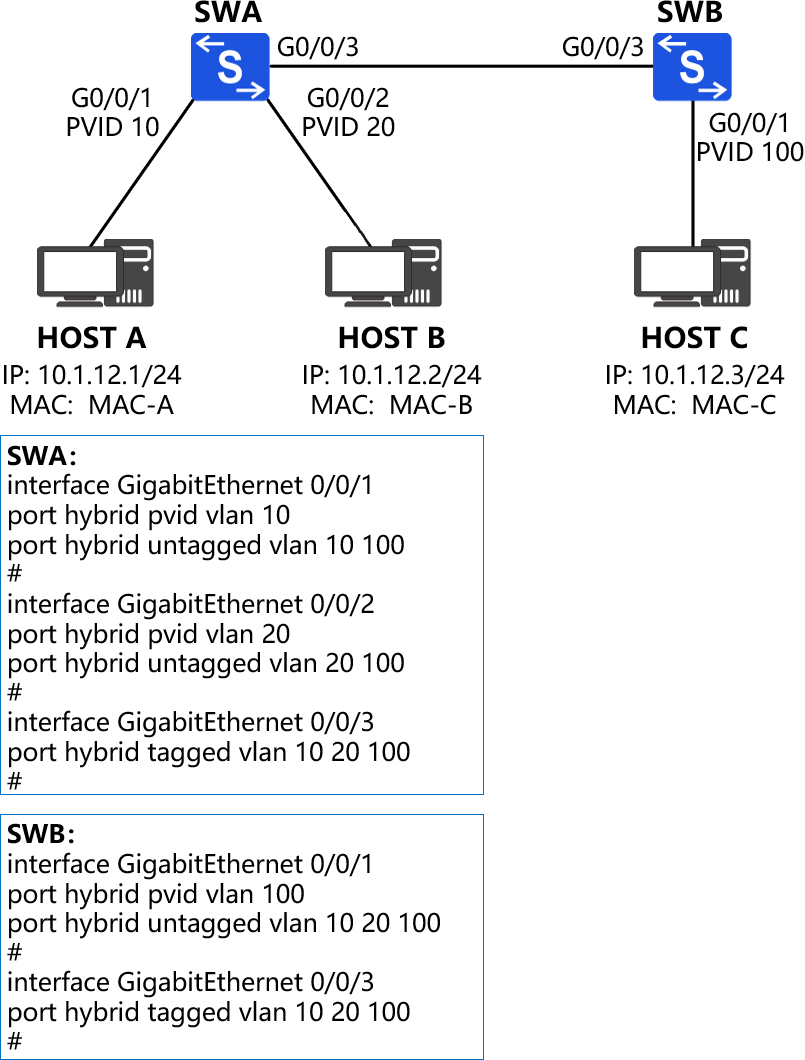 SWA
SWB
G0/0/3
G0/0/3
S
S
G0/0/1
PVID 10
G0/0/2
PVID 20
G0/0/1
PVID 100
HOST A
IP: 10.1.12.1/24
MAC: MAC-A
HOST B
IP: 10.1.12.2/24
MAC: MAC-B
HOST C
IP: 10.1.12.3/24
MAC: MAC-C
SWA:
interface GigabitEthernet 0/0/1
port hybrid pvid vlan 10
port hybrid untagged vlan 10 100
#
interface GigabitEthernet 0/0/2
port hybrid pvid vlan 20
port hybrid untagged vlan 20 100
#
interface GigabitEthernet 0/0/3
port hybrid tagged vlan 10 20 100
#
SWB:
interface GigabitEthernet 0/0/1
port hybrid pvid vlan 100
port hybrid untagged vlan 10 20 100
#
interface GigabitEthernet 0/0/3
port hybrid tagged vlan 10 20 100
#